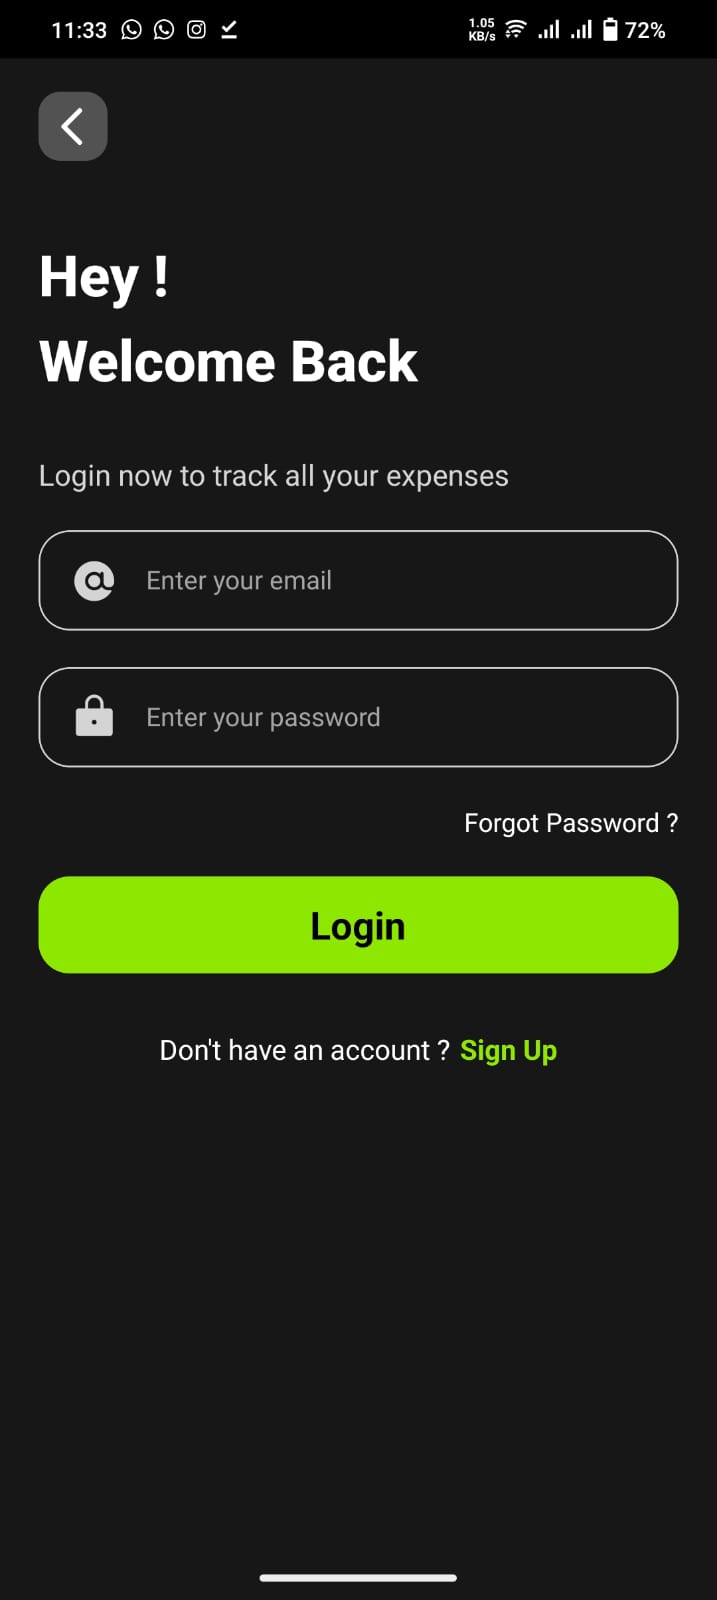 11:33 1.05 KB/s 72%
Hey !
Welcome Back
Login now to track all your expenses
Enter your email
Enter your password
Forgot Password ?
Login
Don't have an account ? Sign Up